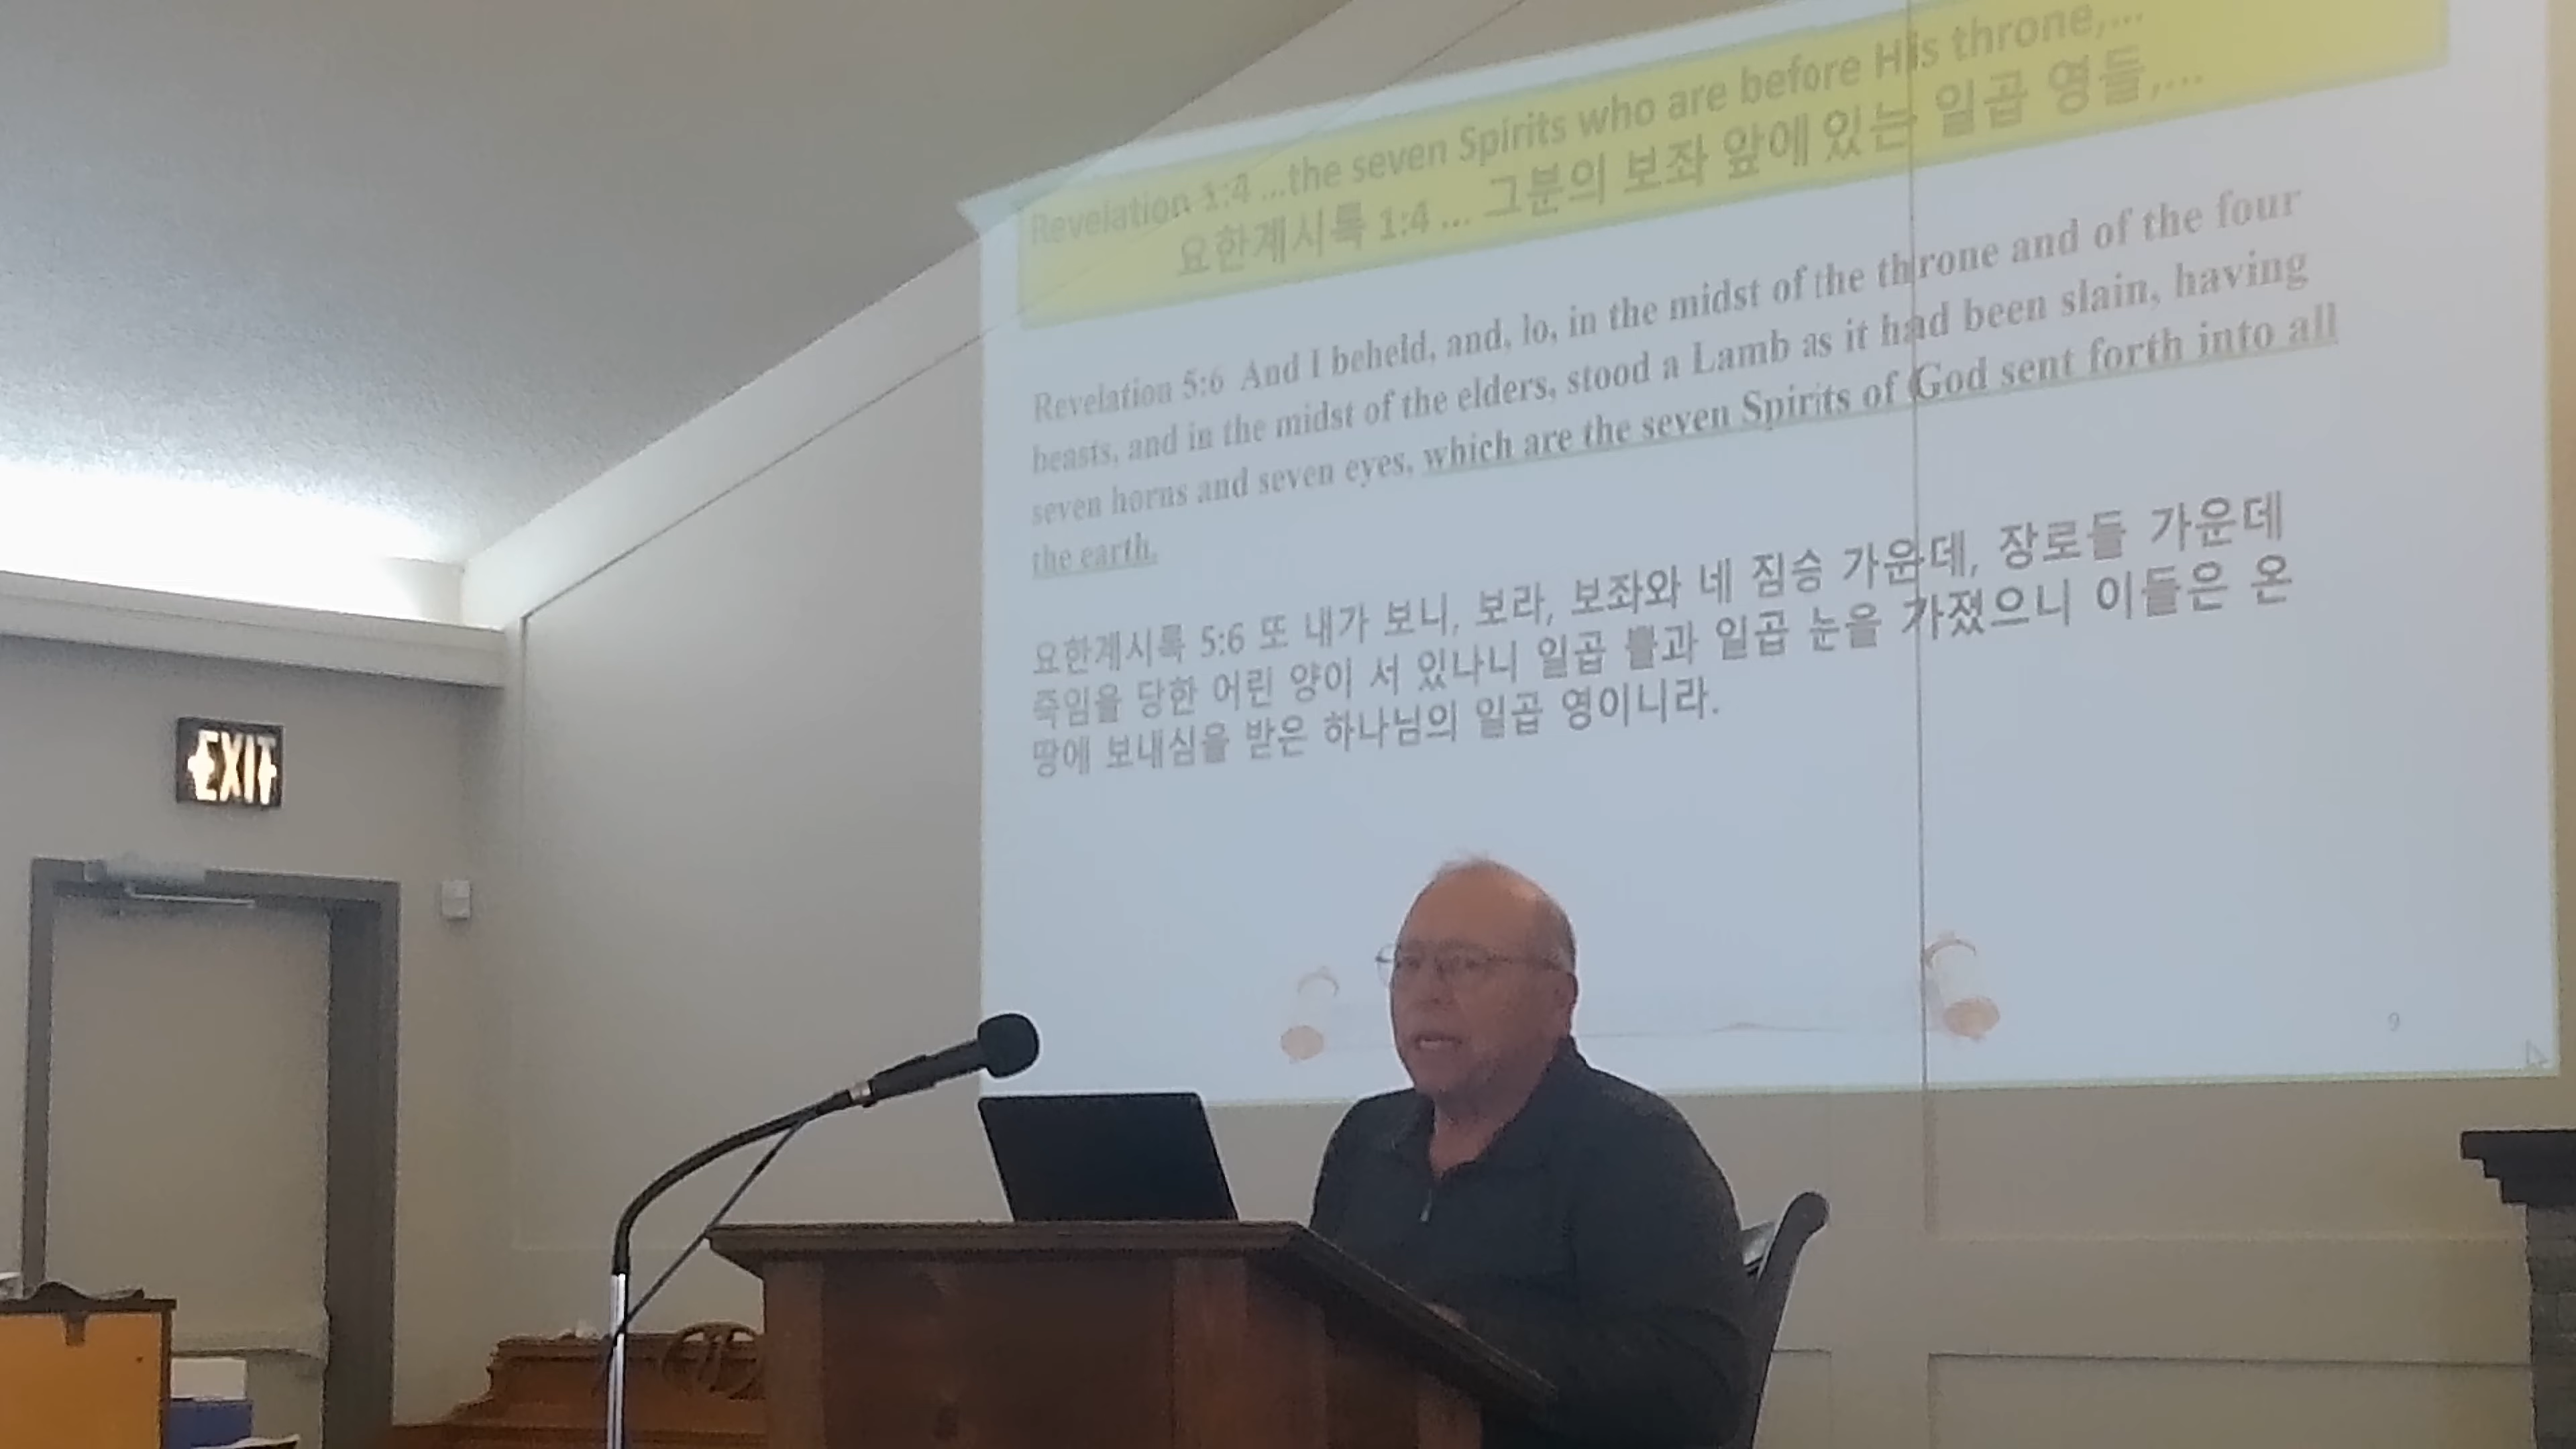 Revelation 1:4 ...the seven Spirits who are before His throne,...
요한계시록 1:4 ... 그분의 보좌 앞에 있는 일곱 영들,...
Revelation 5:6 And I beheld, and, lo, in the midst of the throne and of the four
beasts, and in the midst of the elders, stood a Lamb as it had been slain, having
seven horns and seven eyes, which are the seven Spirits of God sent forth into all
the earth.
요한계시록 5:6 또 내가 보니, 보라, 보좌와 네 짐승 가운데, 장로들 가운데
죽임을 당한 어린 양이 서 있나니 일곱 뿔과 일곱 눈을 가졌으니 이들은 온
땅에 보내심을 받은 하나님의 일곱 영이니라.
9
EXIT